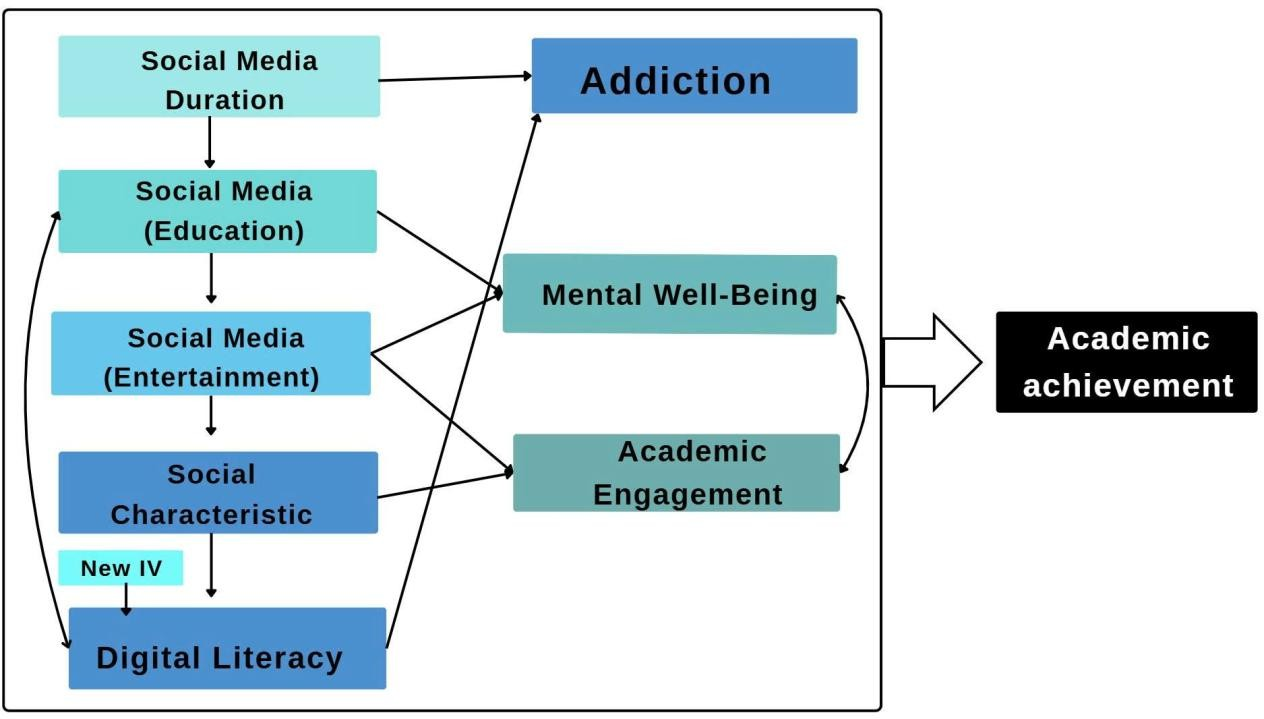 Social Media
Duration
Addiction
Social Media
(Education)
Mental Well-Being
Social Media
(Entertainment)
Academic
achievement
Academic
Engagement
Social
Characteristic
New IV
Digital Literacy